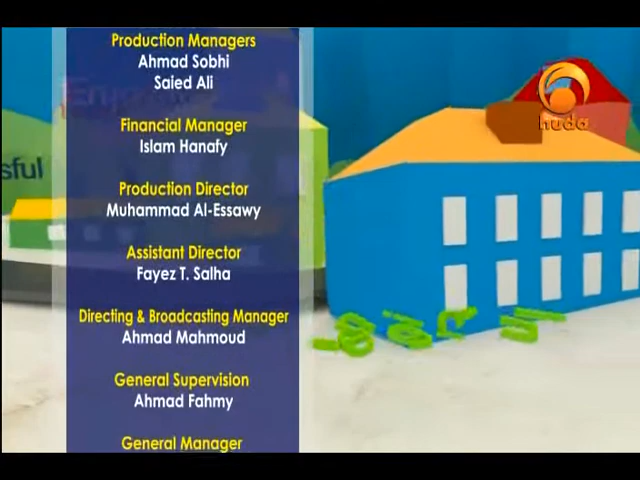 Production Managers
Ahmad Sobhi
Saied Ali
Financial Manager
Islam Hanafy
Production Director
Muhammad Al-Essawy
Assistant Director
Fayez T. Salha
Directing & Broadcasting Manager
Ahmad Mahmoud
General Supervision
Ahmad Fahmy
General Manager
huda
sful